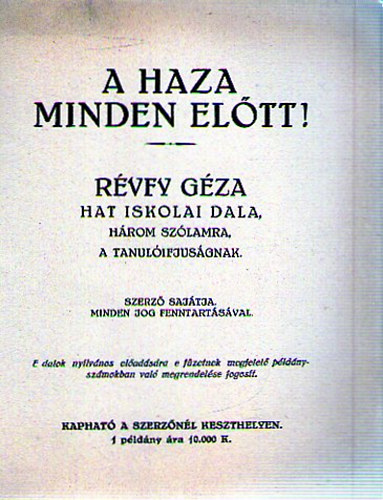 A HAZA
MINDEN ELŐTT!
RÉVFY GÉZA
HAT ISKOLAI DALA,
HÁROM SZÓLAMRA,
A TANULÓIFJUSÁGNAK.
SZERZŐ SAJÁTJA.
MINDEN JOG FENNTARTÁSÁVAL.
E dalok nyilvános előadására e füzetnek megfelelő példány-
számokban való megrendelése jogosit.
KAPHATÓ A SZERZŐNÉL KESZTHELYEN.
1 példány ára 10.000 K.